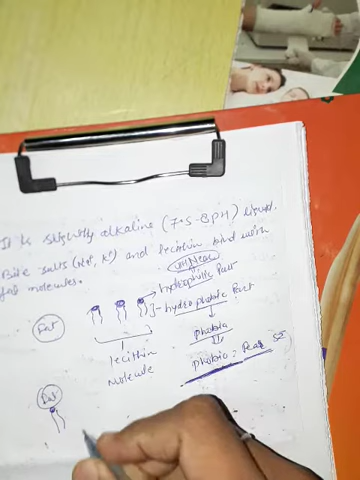 It is slightly alkaline (7.5-8 pH) liquid.
Bile salts (Na⁺, K⁺) and lecithin bind with
fat molecules.
hydrophilic Part
hydrophobic Part
Fat
phobia
lecithin
Molecule
phobia: Fear
Fat